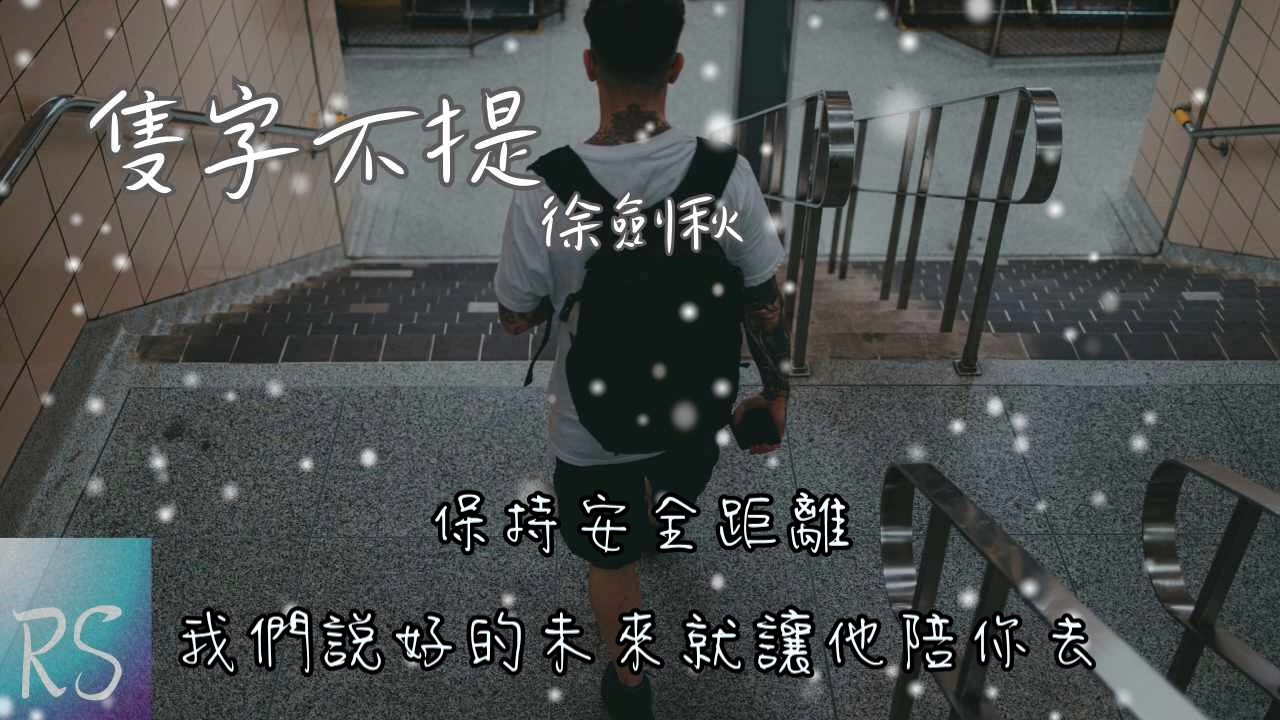 隻字不提
徐劍秋
保持安全距離
我們說好的未來就讓他陪你去
RS